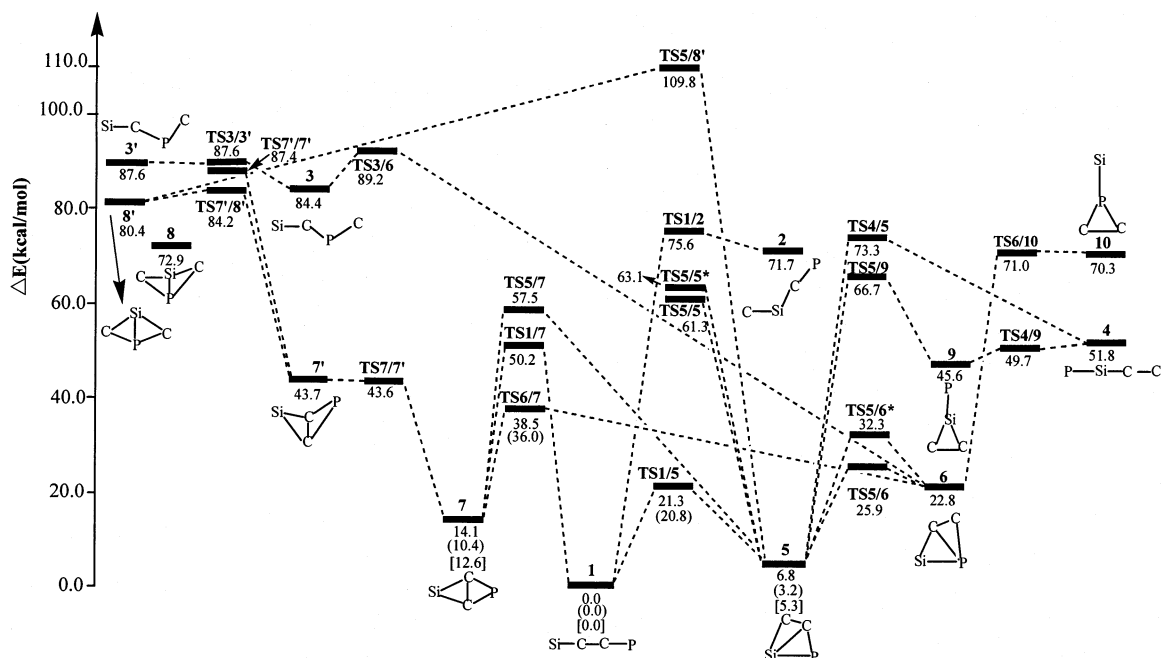 ΔE(kcal/mol)
110.0
100.0
80.0
60.0
40.0
20.0
0.0
Si C P C
3'
87.6
TS3/3'
87.6
TS7'/7'
87.4
8'
80.4
TS7'/8'
84.2
8
72.9
C Si C
P
Si
C C
P
3
84.4
Si C P C
TS3/6
89.2
7'
43.7
Si P
C
TS7/7'
43.6
7
14.1
(10.4)
[12.6]
C
Si P
C
TS5/7
57.5
TS1/7
50.2
TS6/7
38.5
(36.0)
1
0.0
(0.0)
[0.0]
Si C C P
TS5/8'
109.8
TS1/2
75.6
63.1
TS5/5*
TS5/5
61.3
TS1/5
21.3
(20.8)
2
71.7
P
C
C Si
5
6.8
(3.2)
[5.3]
C C
Si P
TS4/5
73.3
TS5/9
66.7
TS5/6*
32.3
TS5/6
25.9
9
45.6
P
Si
C C
6
22.8
C C
Si P
TS6/10
71.0
TS4/9
49.7
Si
P
C C
10
70.3
4
51.8
P Si C C